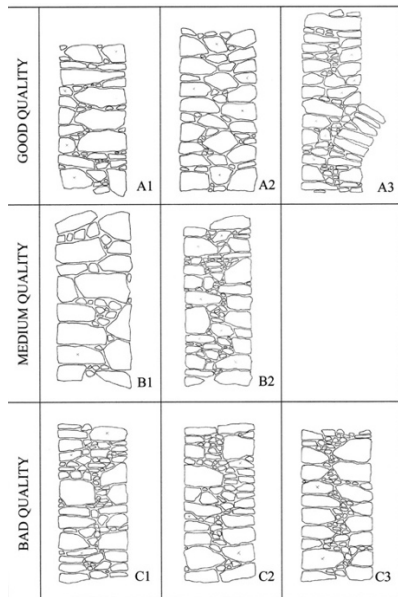 GOOD QUALITY
A1
A2
A3
MEDIUM QUALITY
B1
B2
BAD QUALITY
C1
C2
C3